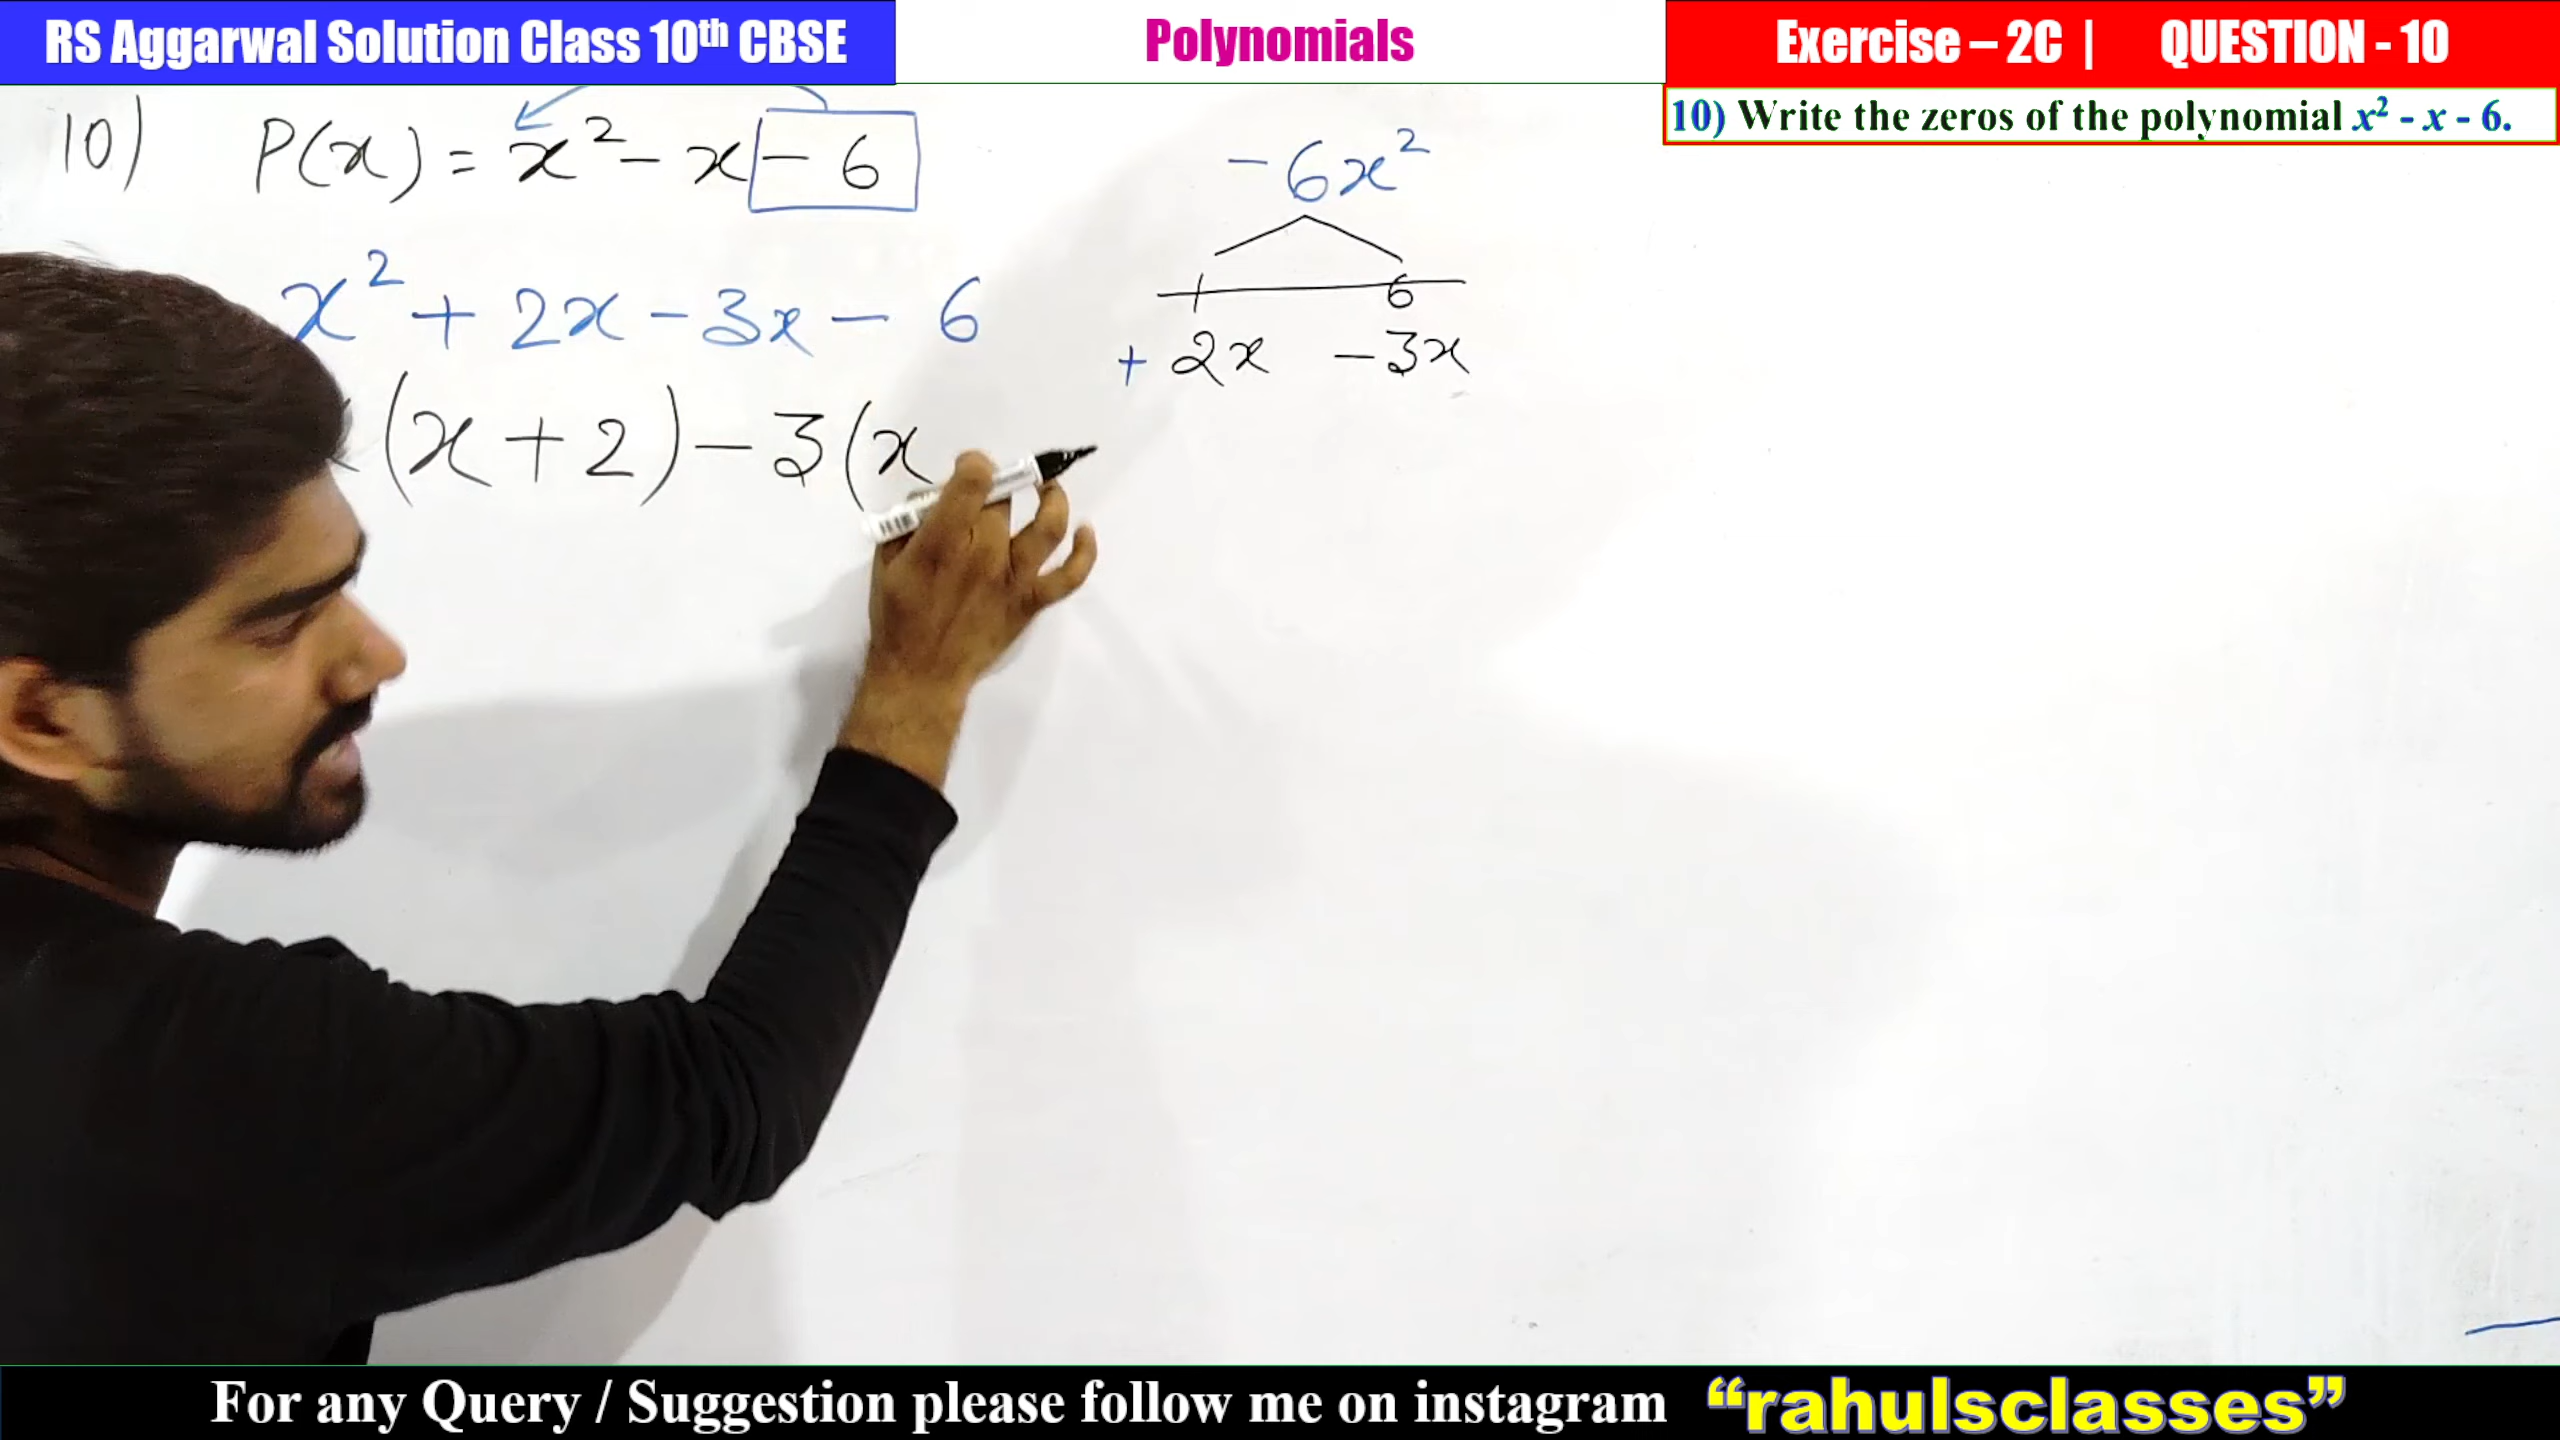 RS Aggarwal Solution Class 10th CBSE
Polynomials
Exercise – 2C | QUESTION - 10
10) Write the zeros of the polynomial x² - x - 6.
10) P(x) = x² - x - 6
-6x²
1 6
+ 2x - 3x
x² + 2x - 3x - 6
(x + 2) - 3 (x
For any Query / Suggestion please follow me on instagram “rahulsclasses”